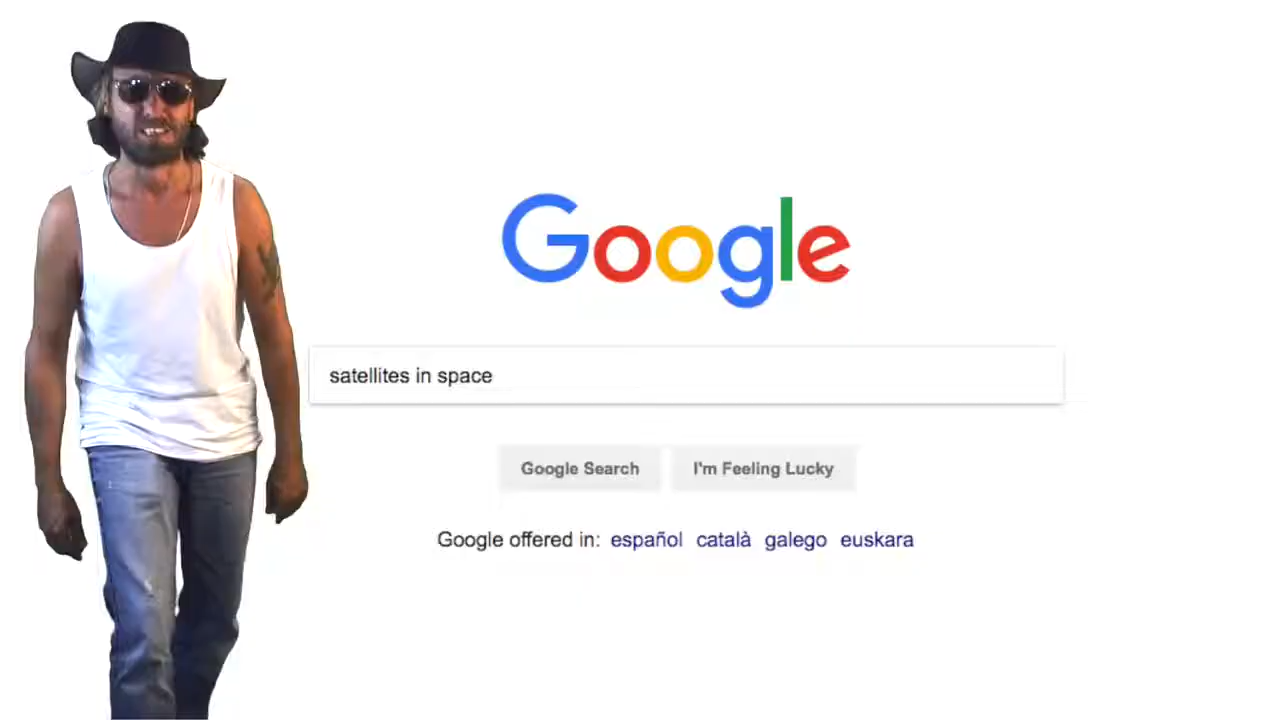 Google
satellites in space
Google Search I'm Feeling Lucky
Google offered in: español català galego euskara